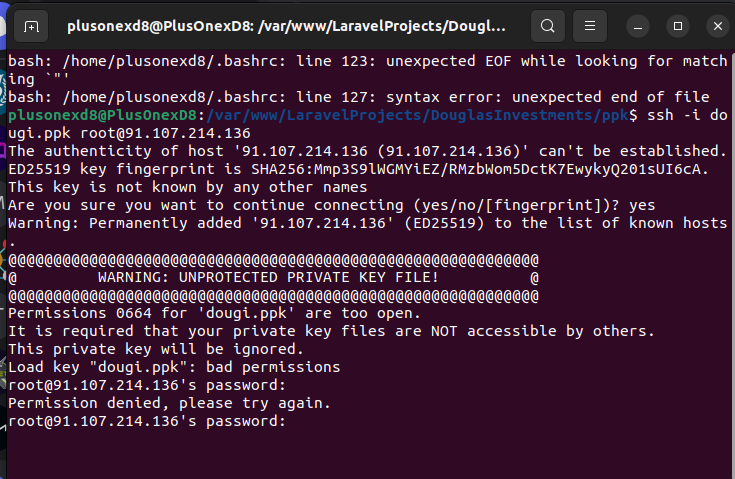 plusonexd8@PlusOnexD8: /var/www/LaravelProjects/Dougl...
bash: /home/plusonexd8/.bashrc: line 123: unexpected EOF while looking for match
ing `"'
bash: /home/plusonexd8/.bashrc: line 127: syntax error: unexpected end of file
plusonexd8@PlusOnexD8:/var/www/LaravelProjects/DouglasInvestments/ppk$ ssh -i do
ugi.ppk root@91.107.214.136
The authenticity of host '91.107.214.136 (91.107.214.136)' can't be established.
ED25519 key fingerprint is SHA256:Mmp3S9lWGMYiEZ/RMzbWom5DctK7EwykyQ201sUI6cA.
This key is not known by any other names
Are you sure you want to continue connecting (yes/no/[fingerprint])? yes
Warning: Permanently added '91.107.214.136' (ED25519) to the list of known hosts
.
@@@@@@@@@@@@@@@@@@@@@@@@@@@@@@@@@@@@@@@@@@@@@@@@@@@@@@@@@@@
@         WARNING: UNPROTECTED PRIVATE KEY FILE!          @
@@@@@@@@@@@@@@@@@@@@@@@@@@@@@@@@@@@@@@@@@@@@@@@@@@@@@@@@@@@
Permissions 0664 for 'dougi.ppk' are too open.
It is required that your private key files are NOT accessible by others.
This private key will be ignored.
Load key "dougi.ppk": bad permissions
root@91.107.214.136's password:
Permission denied, please try again.
root@91.107.214.136's password: